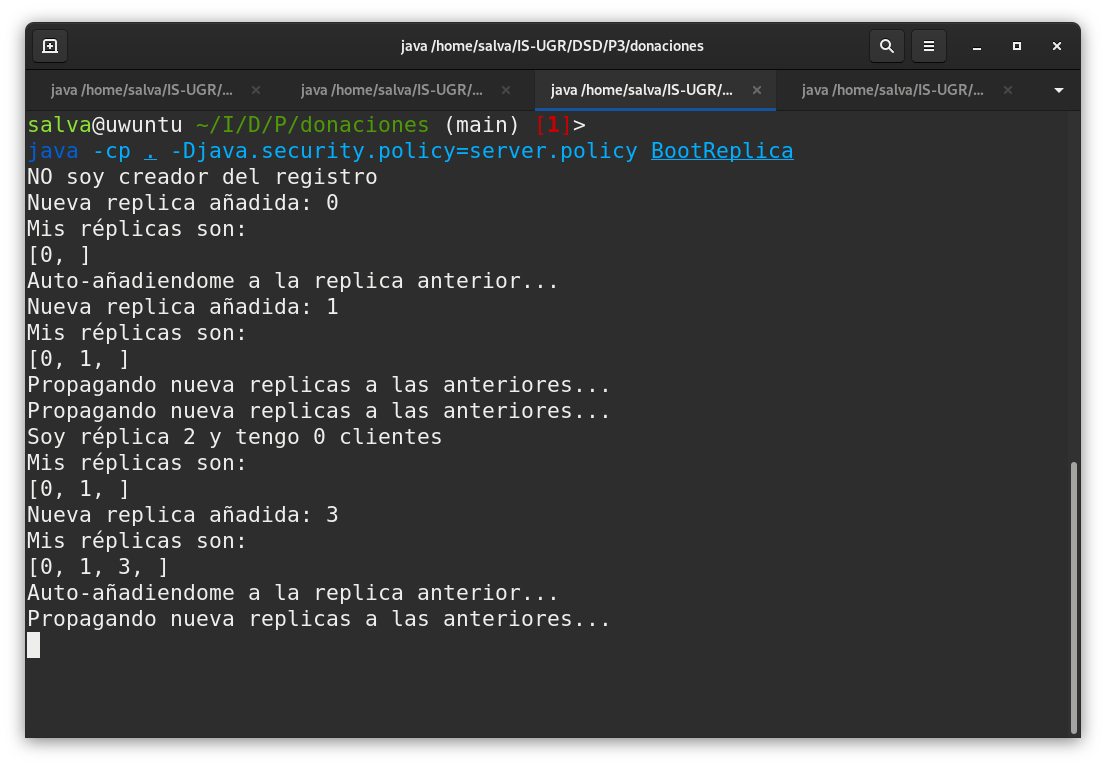 java /home/salva/IS-UGR/DSD/P3/donaciones
java /home/salva/IS-UGR/... × java /home/salva/IS-UGR/... × java /home/salva/IS-UGR/... × java /home/salva/IS-UGR/... ×
salva@uwuntu ~/I/D/P/donaciones (main) [1]>
java -cp . -Djava.security.policy=server.policy BootReplica
NO soy creador del registro
Nueva replica añadida: 0
Mis réplicas son:
[0, ]
Auto-añadiendome a la replica anterior...
Nueva replica añadida: 1
Mis réplicas son:
[0, 1, ]
Propagando nueva replicas a las anteriores...
Propagando nueva replicas a las anteriores...
Soy réplica 2 y tengo 0 clientes
Mis réplicas son:
[0, 1, ]
Nueva replica añadida: 3
Mis réplicas son:
[0, 1, 3, ]
Auto-añadiendome a la replica anterior...
Propagando nueva replicas a las anteriores...